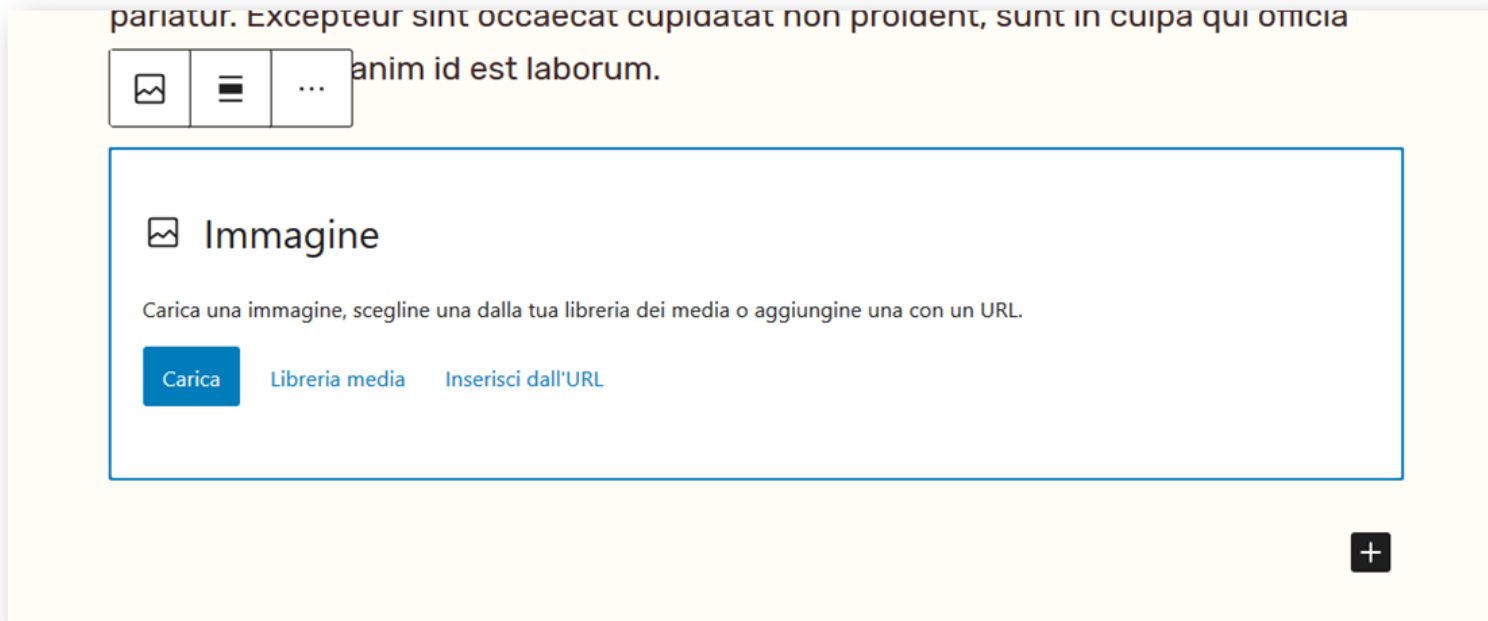 pariatur. Excepteur sint occaecat cupidatat non proident, sunt in culpa qui officia
anim id est laborum.
Immagine
Carica una immagine, scegline una dalla tua libreria dei media o aggiungine una con un URL.
Carica Libreria media Inserisci dall'URL